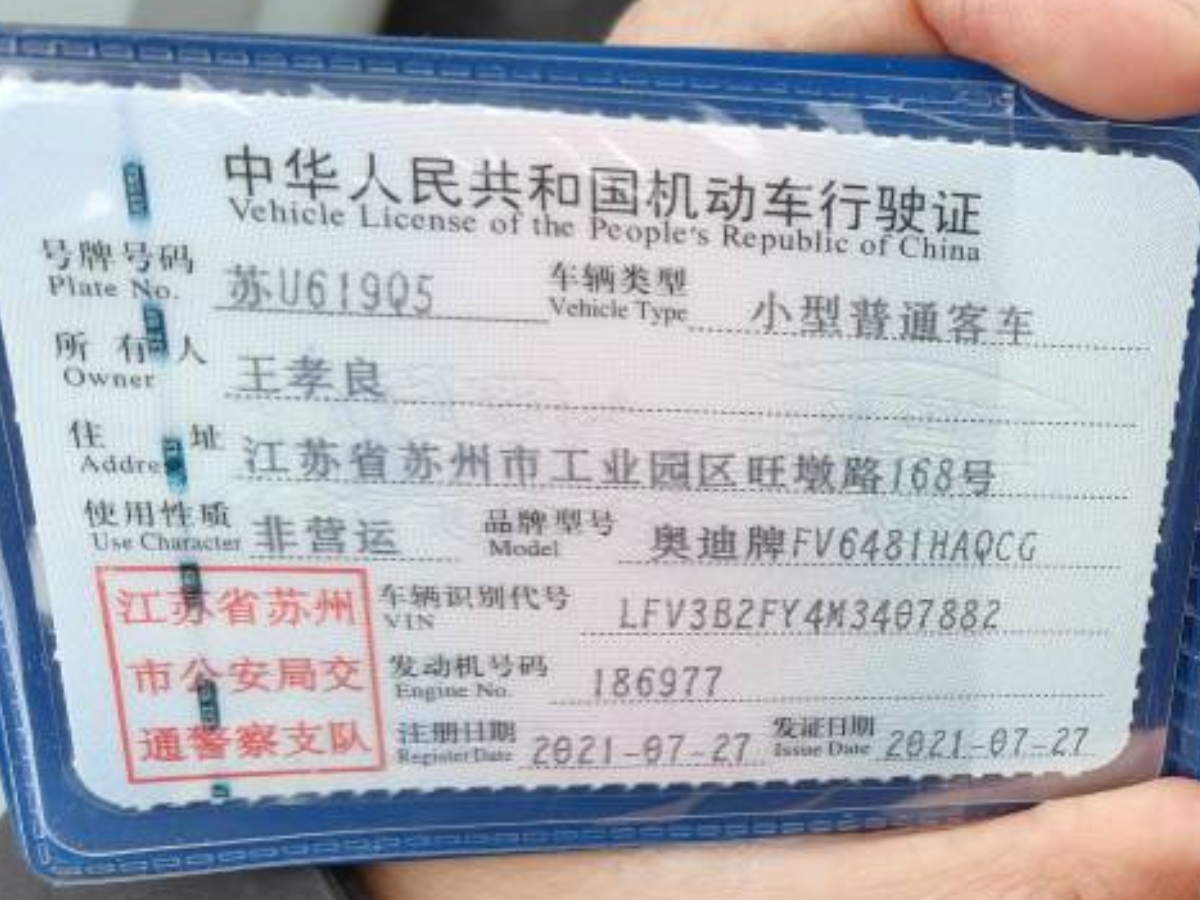 中华人民共和国机动车行驶证
Vehicle License of the People's Republic of China
号牌号码 苏U619Q5 车辆类型 小型普通客车
Plate No. Vehicle Type
所有人 王孝良
Owner
住址 江苏省苏州市工业园区旺墩路168号
Address
使用性质 非营运 品牌型号 奥迪牌FV6481HAQCG
Use Character Model
江苏省苏州
市公安局交
通警察支队
车辆识别代号 LFV3B2FY4M3407882
VIN
发动机号码 186977
Engine No.
注册日期 2021-07-27 发证日期 2021-07-27
Register Date Issue Date